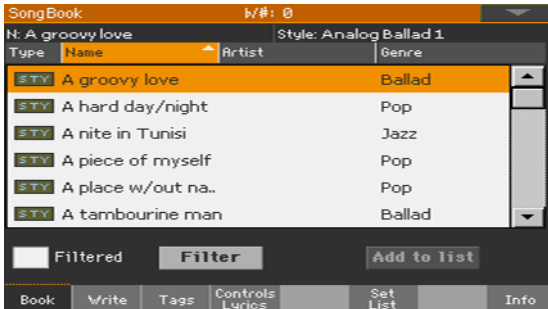 SongBook b/#: 0
N: A groovy love Style: Analog Ballad 1
Type Name Artist Genre
STY A groovy love Ballad
STY A hard day/night Pop
STY A nite in Tunisi Jazz
STY A piece of myself Pop
STY A place w/out na.. Pop
STY A tambourine man Ballad
Filtered Filter Add to list
Book Write Tags Controls Lyrics Set List Info